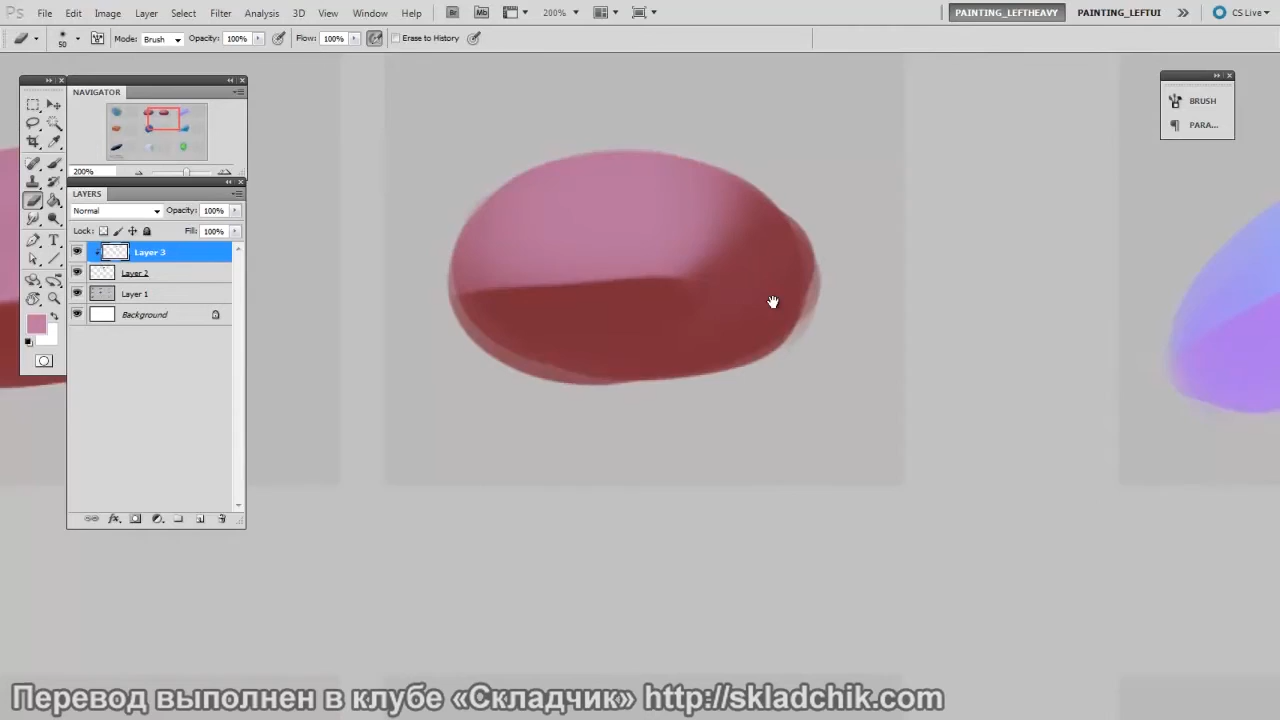 Ps File Edit Image Layer Select Filter Analysis 3D View Window Help Br Mb 200% PAINTING_LEFTHEAVY PAINTING_LEFTUI CS Live
50 Mode: Brush Opacity: 100% Flow: 100% Erase to History
NAVIGATOR
BRUSH
PARA...
200%
LAYERS
Normal Opacity: 100%
Lock: Fill: 100%
Layer 3
Layer 2
Layer 1
Background
Перевод выполнен в клубе «Складчик» http://skladchik.com